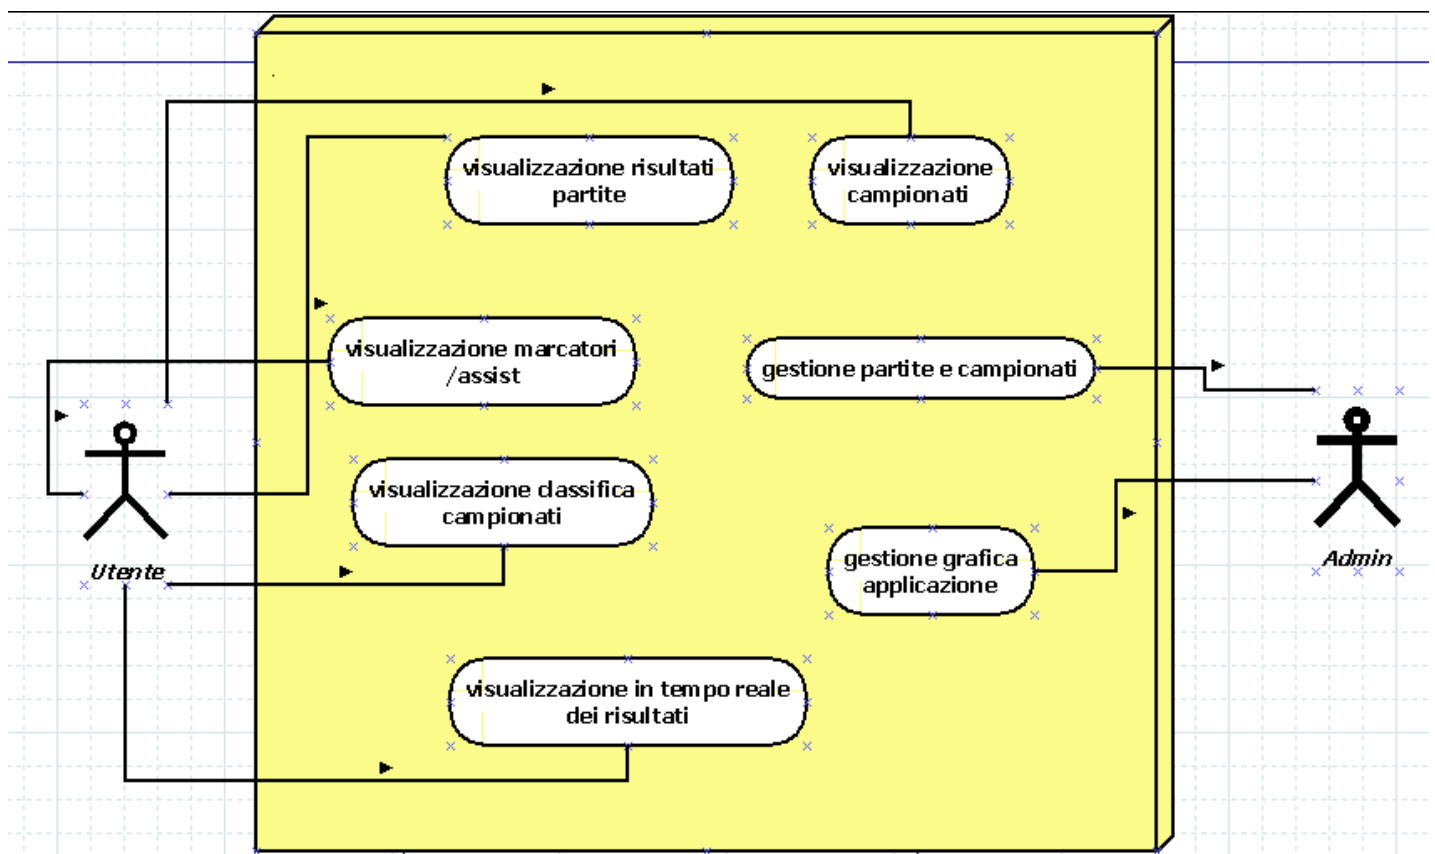 visualizzazione risultati
partite
visualizzazione
campionati
visualizzazione marcatori
/assist
gestione partite e campionati
visualizzazione classifica
campionati
gestione grafica
applicazione
Utente
Admin
visualizzazione in tempo reale
dei risultati